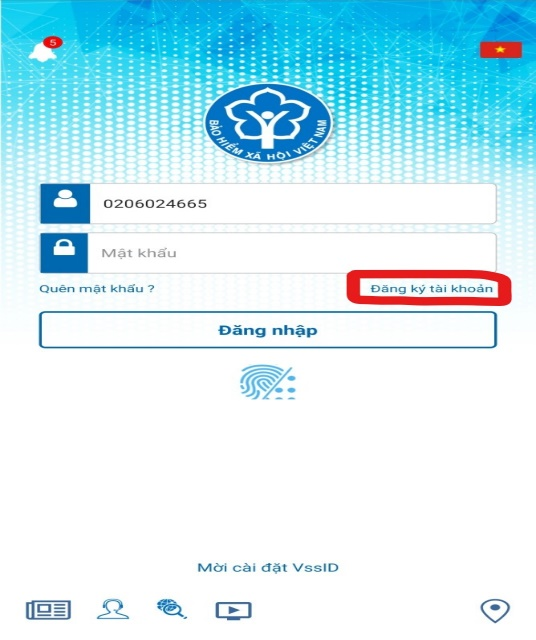 5
BẢO HIỂM XÃ HỘI VIỆT NAM
0206024665
Mật khẩu
Quên mật khẩu ?
Đăng ký tài khoản
Đăng nhập
Mời cài đặt VssID